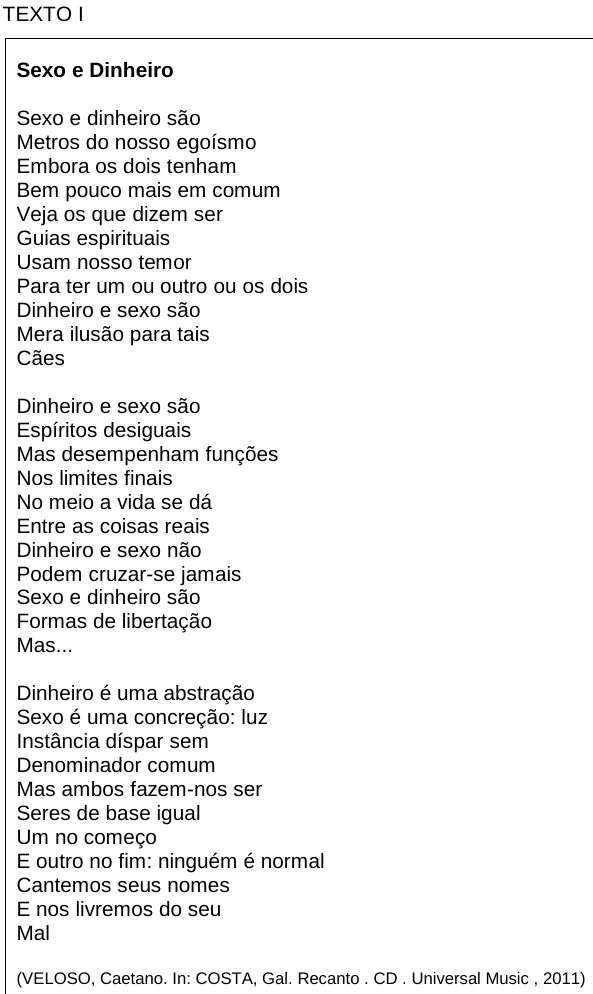 TEXTO I
Sexo e Dinheiro
Sexo e dinheiro são
Metros do nosso egoísmo
Embora os dois tenham
Bem pouco mais em comum
Veja os que dizem ser
Guias espirituais
Usam nosso temor
Para ter um ou outro ou os dois
Dinheiro e sexo são
Mera ilusão para tais
Cães
Dinheiro e sexo são
Espíritos desiguais
Mas desempenham funções
Nos limites finais
No meio a vida se dá
Entre as coisas reais
Dinheiro e sexo não
Podem cruzar-se jamais
Sexo e dinheiro são
Formas de libertação
Mas...
Dinheiro é uma abstração
Sexo é uma concreção: luz
Instância díspar sem
Denominador comum
Mas ambos fazem-nos ser
Seres de base igual
Um no começo
E outro no fim: ninguém é normal
Cantemos seus nomes
E nos livremos do seu
Mal
(VELOSO, Caetano. In: COSTA, Gal. Recanto . CD . Universal Music , 2011)